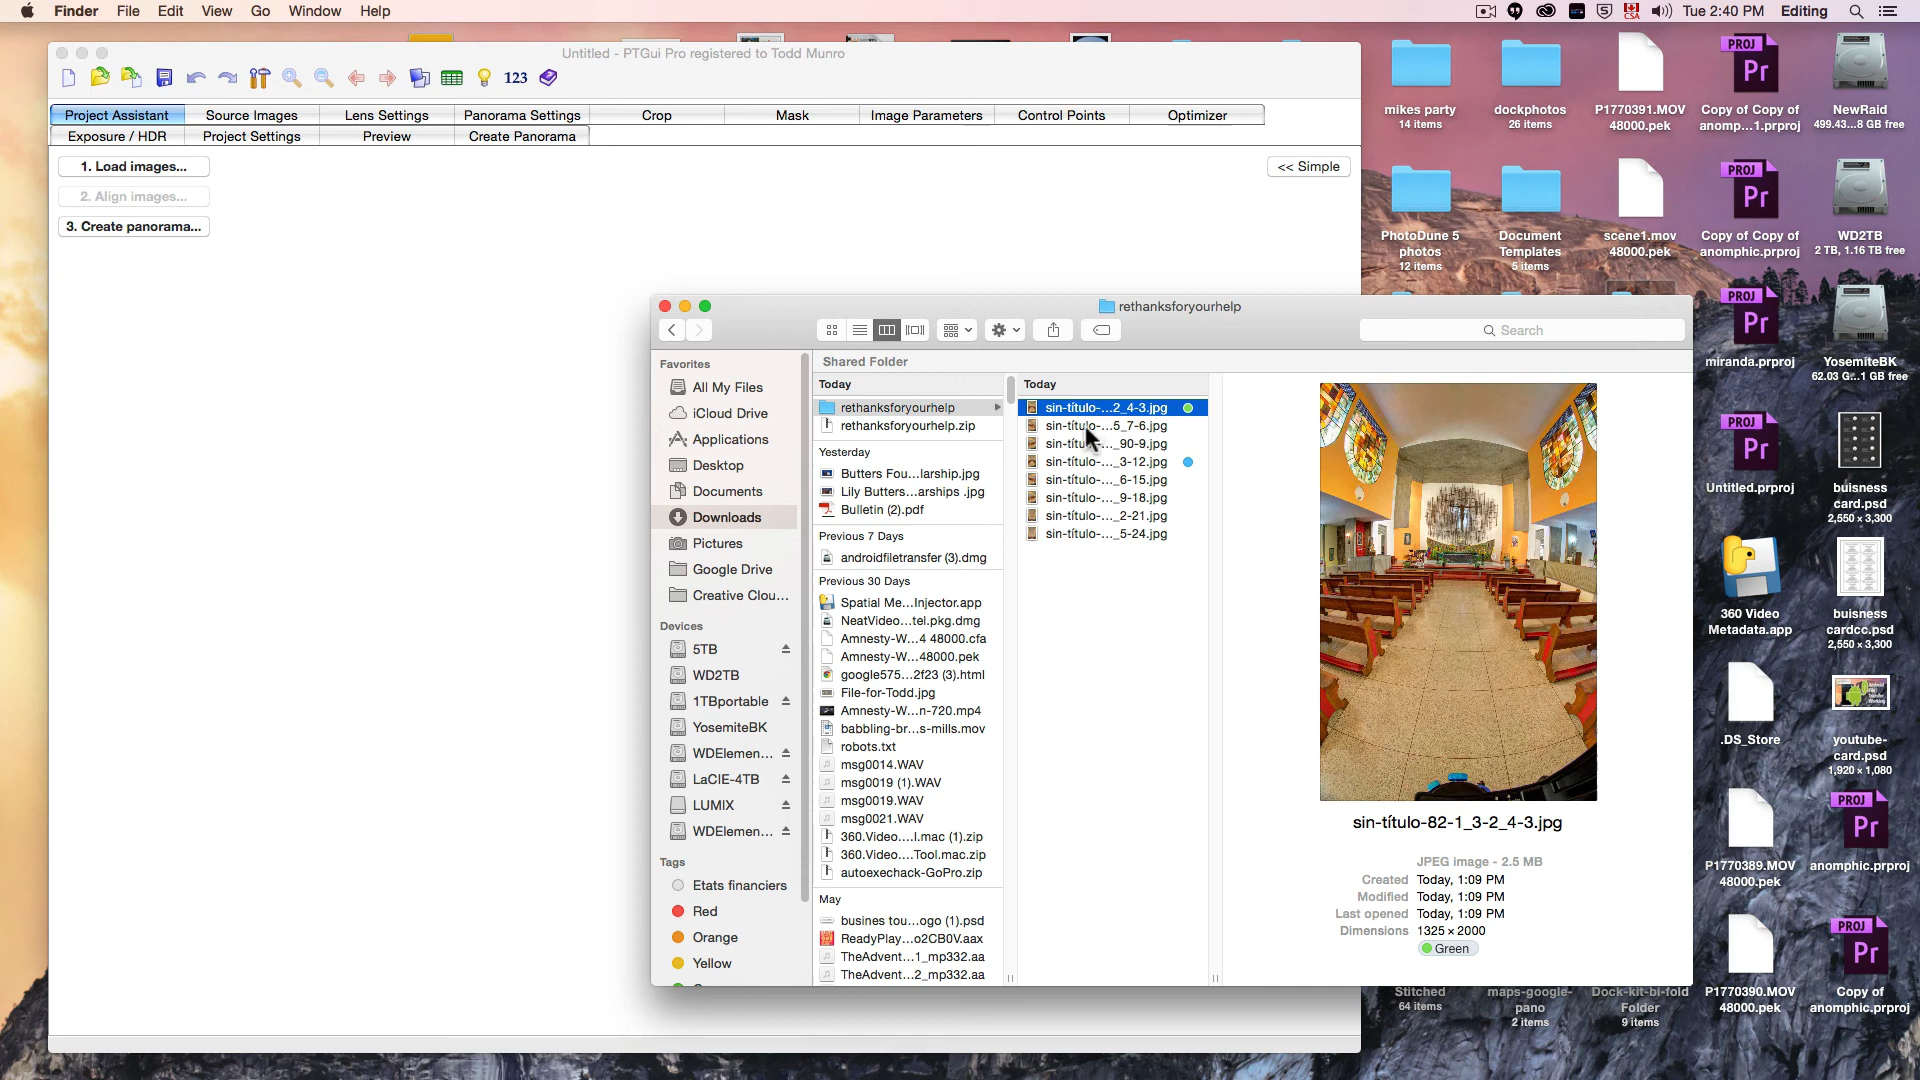 Finder File Edit View Go Window Help
Tue 2:40 PM Editing
Untitled - PTGui Pro registered to Todd Munro
123
Project Assistant Source Images Lens Settings Panorama Settings Crop Mask Image Parameters Control Points Optimizer
Exposure / HDR Project Settings Preview Create Panorama
1. Load images...
<< Simple
2. Align images...
3. Create panorama...
rethanksforyourhelp
Search
Favorites
All My Files
iCloud Drive
Applications
Desktop
Documents
Downloads
Pictures
Google Drive
Creative Clou...
Devices
5TB
WD2TB
1TBportable
YosemiteBK
WDElemen...
LaCIE-4TB
LUMIX
WDElemen...
Tags
Etats financiers
Red
Orange
Yellow
Shared Folder
Today
rethanksforyourhelp
rethanksforyourhelp.zip
Yesterday
Butters Fou...larship.jpg
Lily Butters...arships .jpg
Bulletin (2).pdf
Previous 7 Days
androidfiletransfer (3).dmg
Previous 30 Days
Spatial Me...Injector.app
NeatVideo...tel.pkg.dmg
Amnesty-W...4 48000.cfa
Amnesty-W...48000.pek
google575...2f23 (3).html
File-for-Todd.jpg
Amnesty-W...n-720.mp4
babbling-br...s-mills.mov
robots.txt
msg0014.WAV
msg0019 (1).WAV
msg0019.WAV
msg0021.WAV
360.Video....l.mac (1).zip
360.Video....Tool.mac.zip
autoexechack-GoPro.zip
May
busines tou...ogo (1).psd
ReadyPlay...o2CB0V.aax
TheAdvent...1_mp332.aa
TheAdvent...2_mp332.aa
Today
sin-título-...2_4-3.jpg
sin-título-...5_7-6.jpg
sin-títu..._90-9.jpg
sin-título-..._3-12.jpg
sin-título-..._6-15.jpg
sin-título-..._9-18.jpg
sin-título-..._2-21.jpg
sin-título-..._5-24.jpg
sin-título-82-1_3-2_4-3.jpg
JPEG image - 2.5 MB
Created Today, 1:09 PM
Modified Today, 1:09 PM
Last opened Today, 1:09 PM
Dimensions 1325 × 2000
Green
mikes party
14 items
dockphotos
26 items
P1770391.MOV
48000.pek
PROJ
Pr
Copy of Copy of
anomp...1.prproj
NewRaid
499.43...8 GB free
PhotoDune 5
photos
12 items
Document
Templates
5 items
scene1.mov
48000.pek
PROJ
Pr
Copy of Copy of
anomphic.prproj
WD2TB
2 TB, 1.16 TB free
PROJ
Pr
miranda.prproj
YosemiteBK
62.03 G...1 GB free
PROJ
Pr
Untitled.prproj
buisness
card.psd
2,550 × 3,300
360 Video
Metadata.app
buisness
cardcc.psd
2,550 × 3,300
.DS_Store
youtube-
card.psd
1,920 × 1,080
P1770389.MOV
48000.pek
PROJ
Pr
anomphic.prproj
Stitched
64 items
maps-google-
pano
2 items
Dock-kit-bi-fold
Folder
9 items
P1770390.MOV
48000.pek
PROJ
Pr
Copy of
anomphic.prproj